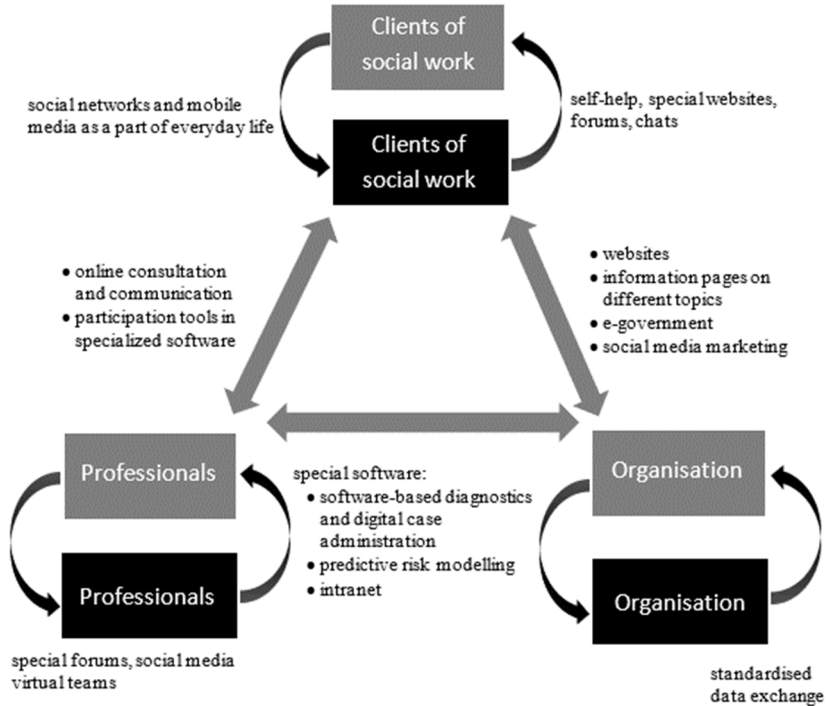 Clients of
social work
social networks and mobile
media as a part of everyday life
self-help, special websites,
forums, chats
Clients of
social work
• online consultation
and communication
• participation tools in
specialized software
• websites
• information pages on
different topics
• e-government
• social media marketing
Professionals
special software:
• software-based diagnostics
and digital case
administration
• predictive risk modelling
• intranet
Organisation
Professionals
Organisation
special forums, social media
virtual teams
standardised
data exchange